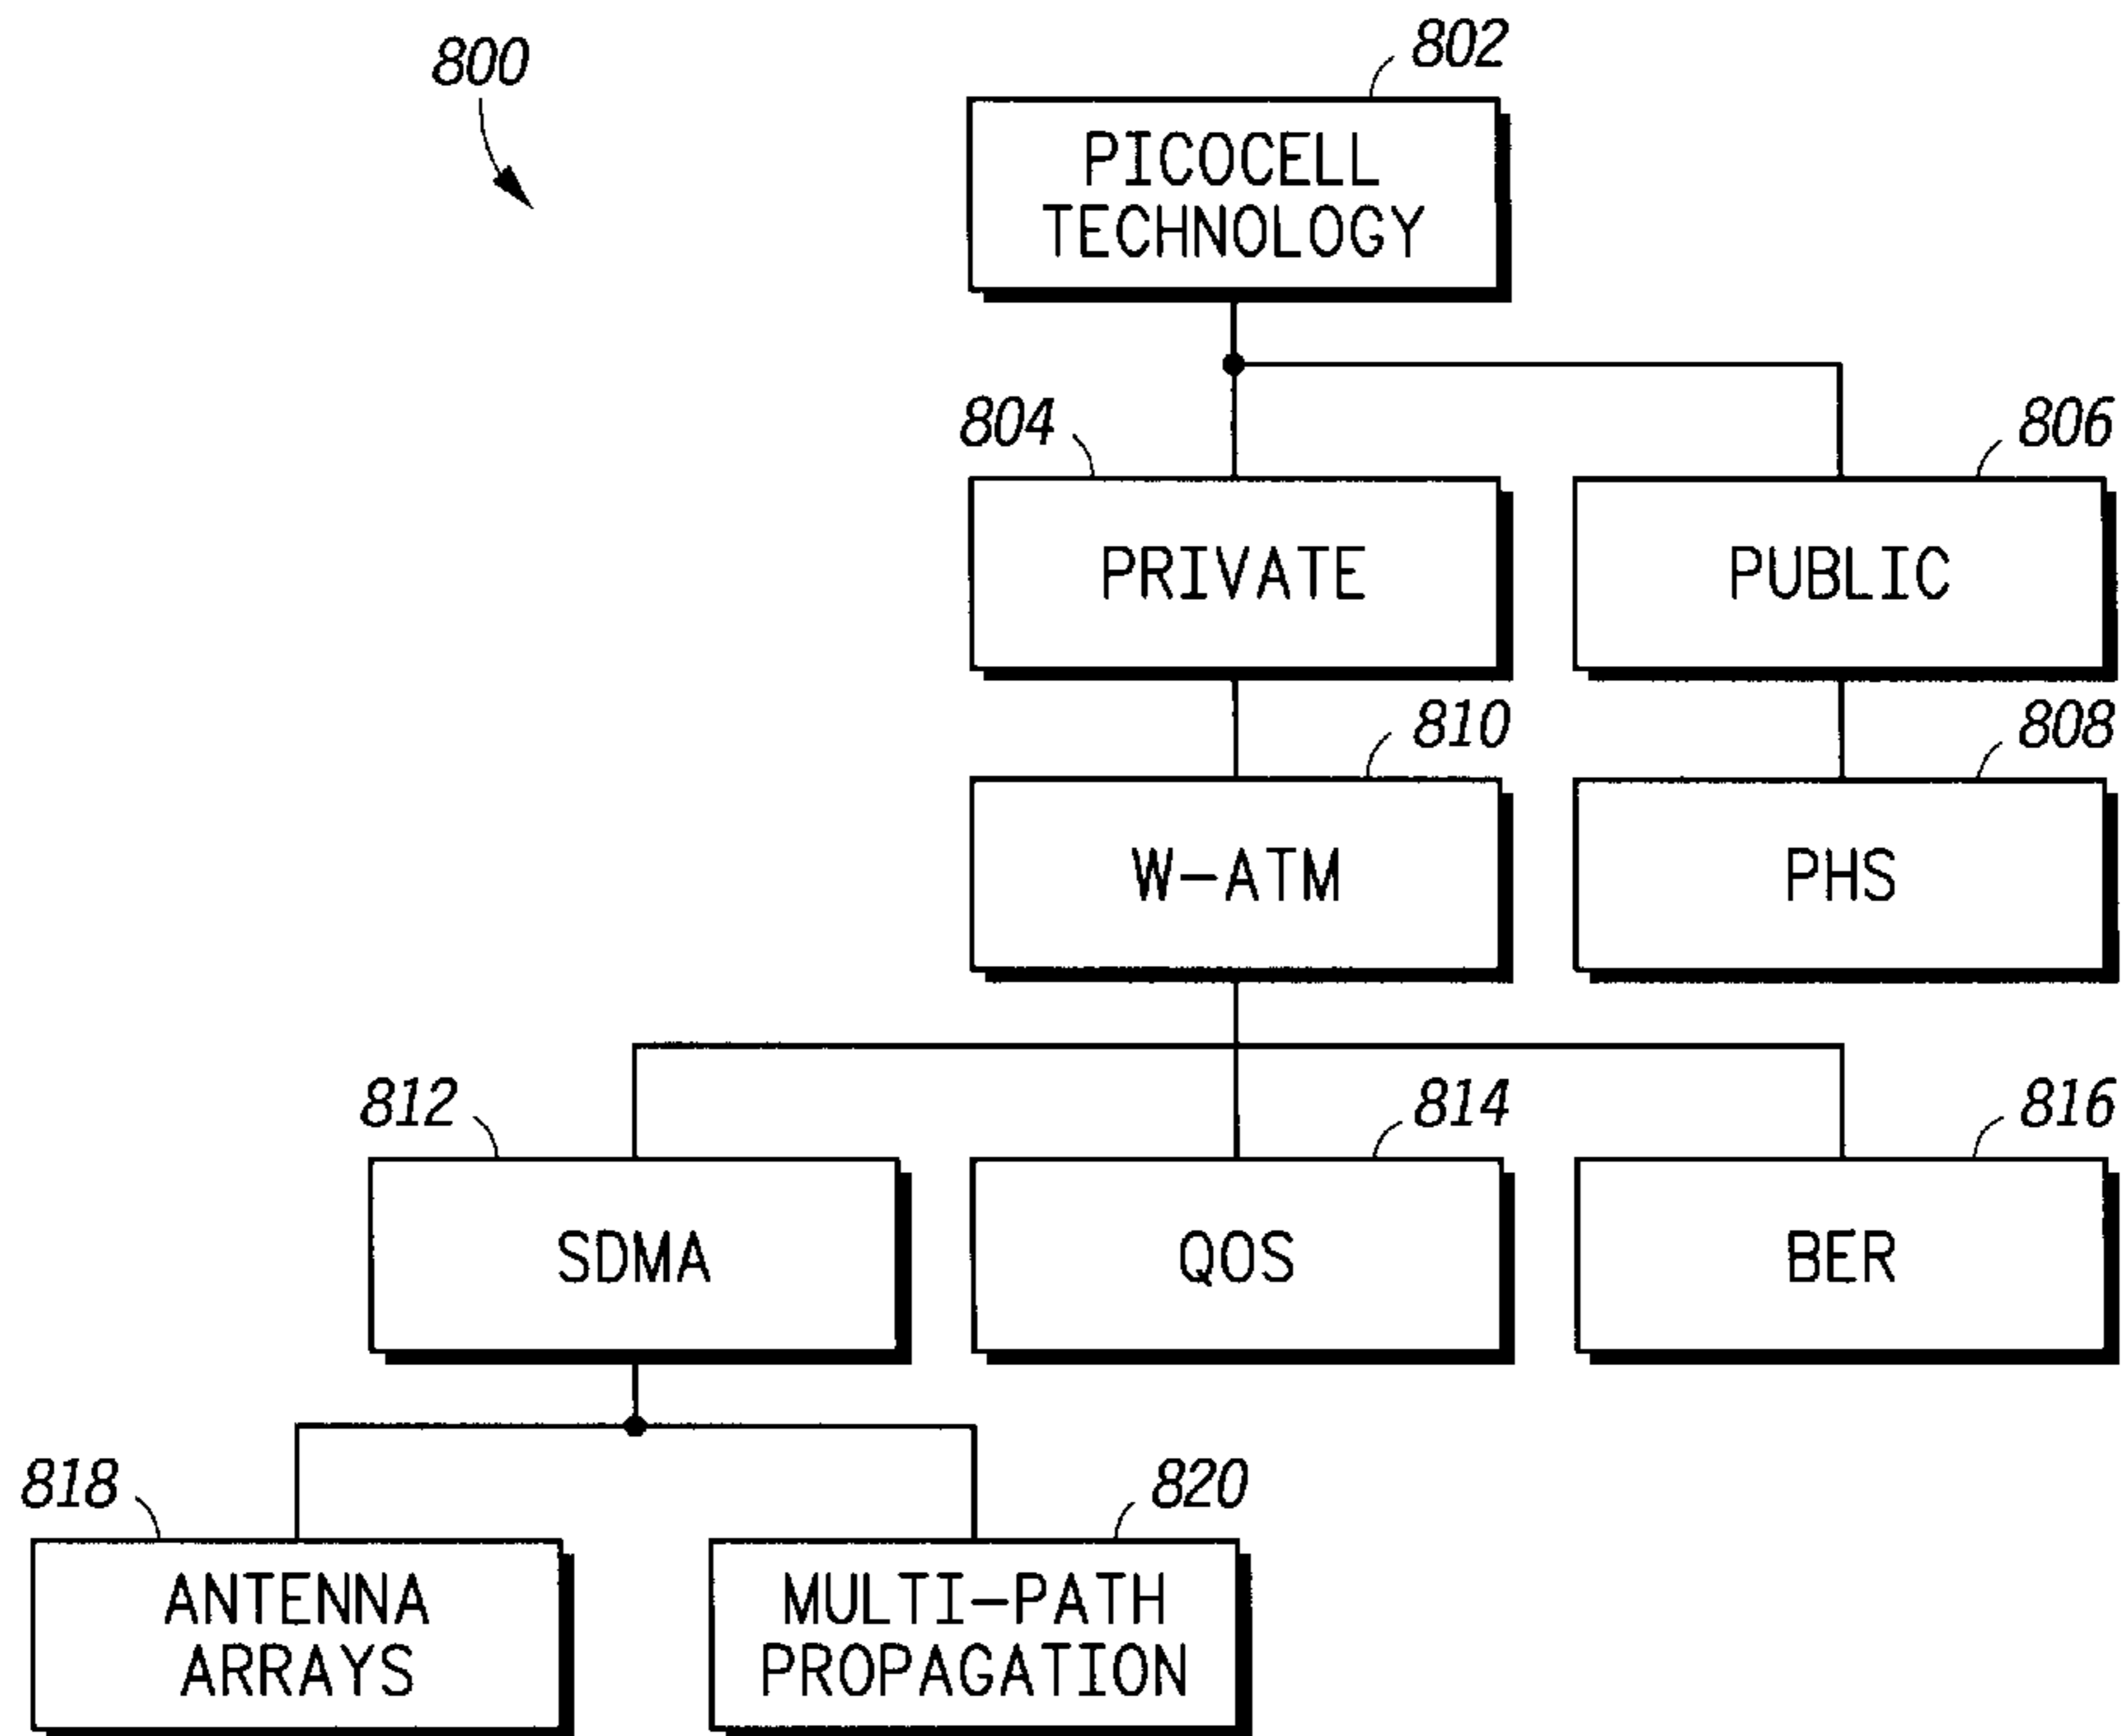 800
802
PICOCELL
TECHNOLOGY
804
806
PRIVATE
PUBLIC
810
808
W-ATM
PHS
812
814
816
SDMA
QOS
BER
818
820
ANTENNA
ARRAYS
MULTI-PATH
PROPAGATION